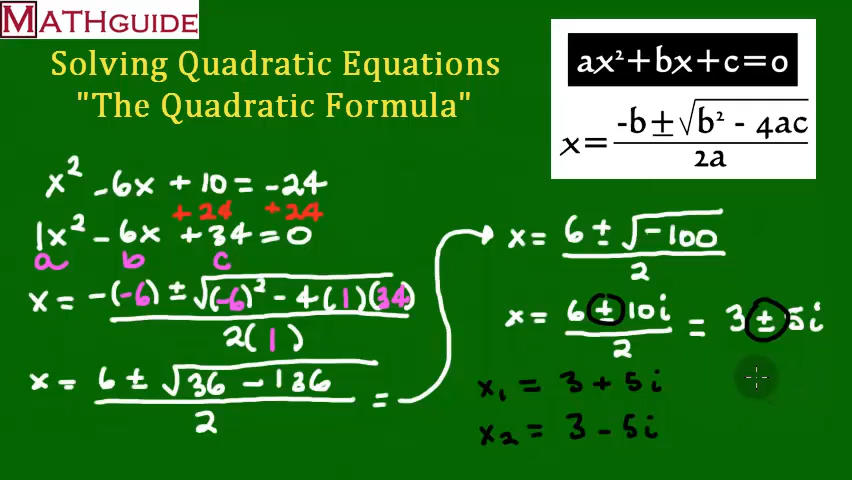 MATHGUIDE
Solving Quadratic Equations
"The Quadratic Formula"
ax²+bx+c=0
x= -b±√b² - 4ac / 2a
x² -6x +10 = -24
+24 +24
1x² -6x +34 =0
a b c
x= -(-6) ± √(-6)² - 4(1)(34) / 2(1)
x= 6 ± √36 - 136 / 2 =
x= 6 ± √-100 / 2
x= 6 ± 10i / 2 = 3 ± 5i
x₁ = 3 + 5i
x₂ = 3 - 5i